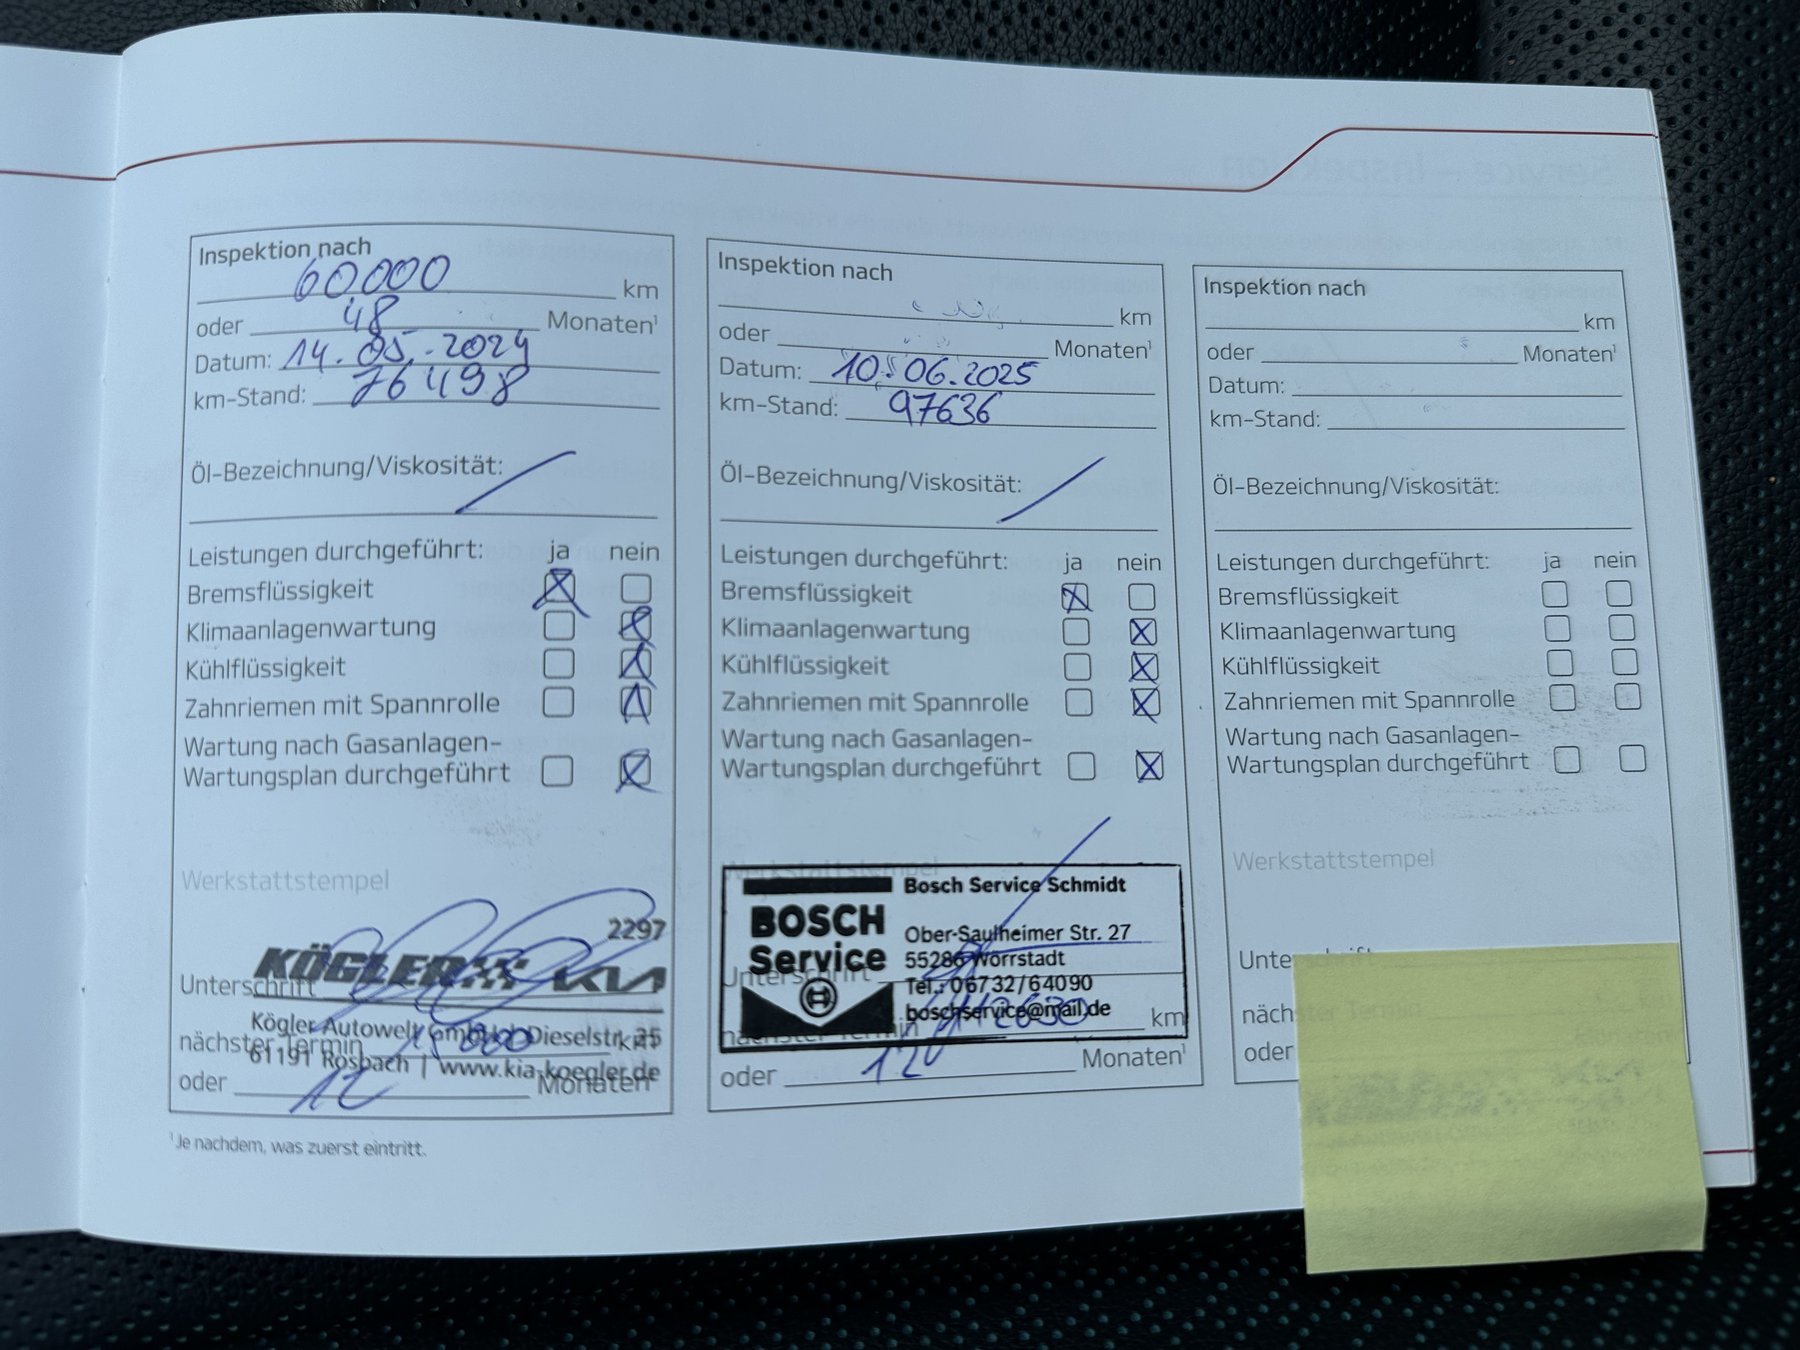 Inspektion nach
60000 km
oder 48 Monaten¹
Datum: 14.05.2024
km-Stand: 76498
Öl-Bezeichnung/Viskosität:
Leistungen durchgeführt: ja nein
Bremsflüssigkeit
Klimaanlagenwartung
Kühlflüssigkeit
Zahnriemen mit Spannrolle
Wartung nach Gasanlagen-
Wartungsplan durchgeführt
Werkstattstempel
2297
KÖGLER KIA
Unterschrift
Kögler Autowelt GmbH Dieselstr. 25
nächster Termin km
61191 Rosbach | www.kia-koegler.de
oder 12 Monaten¹
¹Je nachdem, was zuerst eintritt.
Inspektion nach
km
oder Monaten¹
Datum: 10.06.2025
km-Stand: 97636
Öl-Bezeichnung/Viskosität:
Leistungen durchgeführt: ja nein
Bremsflüssigkeit
Klimaanlagenwartung
Kühlflüssigkeit
Zahnriemen mit Spannrolle
Wartung nach Gasanlagen-
Wartungsplan durchgeführt
Werkstattstempel
BOSCH
Service
Bosch Service Schmidt
Ober-Saulheimer Str. 27
55286 Wörrstadt
Tel.: 06732/64090
boschservice@mail.de
Unterschrift
nächster Termin 112630 km
oder 12 Monaten¹
Inspektion nach
km
oder Monaten¹
Datum:
km-Stand:
Öl-Bezeichnung/Viskosität:
Leistungen durchgeführt: ja nein
Bremsflüssigkeit
Klimaanlagenwartung
Kühlflüssigkeit
Zahnriemen mit Spannrolle
Wartung nach Gasanlagen-
Wartungsplan durchgeführt
Werkstattstempel
Unte
näch
oder